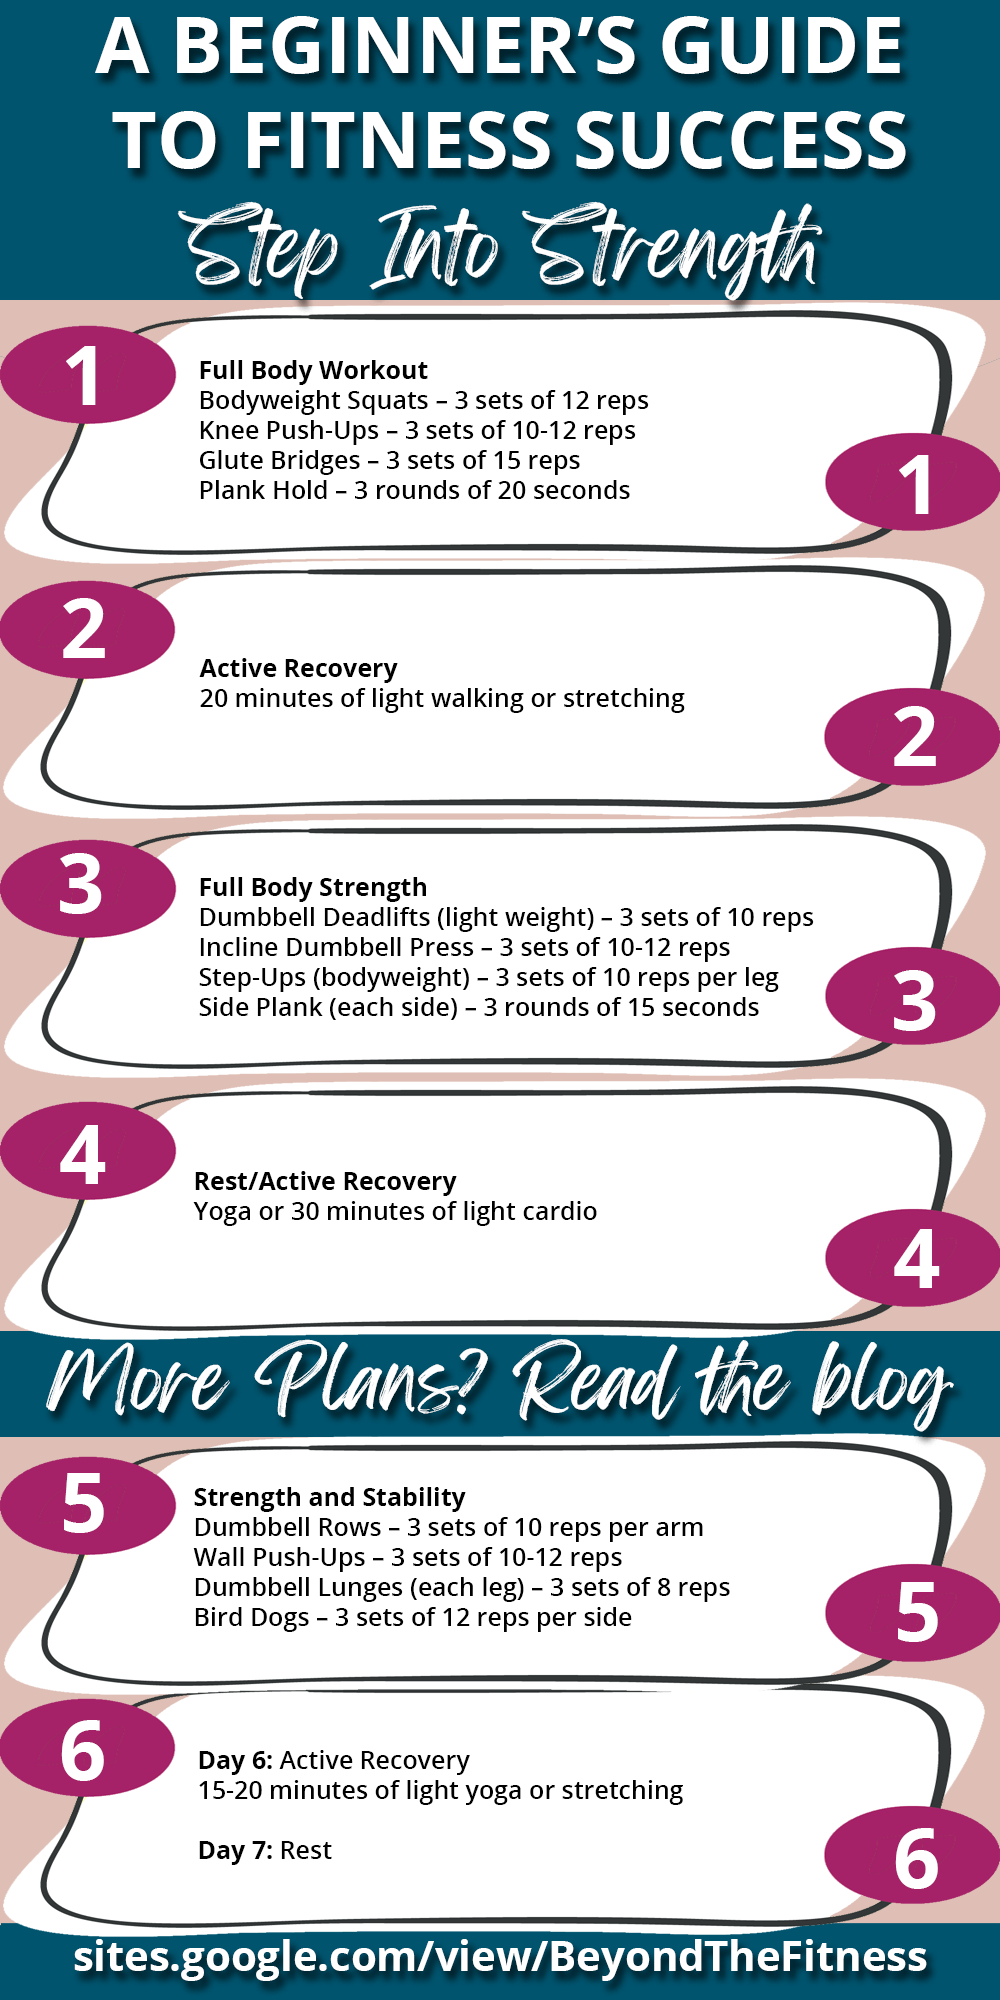 A BEGINNER’S GUIDE
TO FITNESS SUCCESS
Step Into Strength
1
Full Body Workout
Bodyweight Squats – 3 sets of 12 reps
Knee Push-Ups – 3 sets of 10-12 reps
Glute Bridges – 3 sets of 15 reps
Plank Hold – 3 rounds of 20 seconds
1
2
Active Recovery
20 minutes of light walking or stretching
2
3
Full Body Strength
Dumbbell Deadlifts (light weight) – 3 sets of 10 reps
Incline Dumbbell Press – 3 sets of 10-12 reps
Step-Ups (bodyweight) – 3 sets of 10 reps per leg
Side Plank (each side) – 3 rounds of 15 seconds
3
4
Rest/Active Recovery
Yoga or 30 minutes of light cardio
4
More Plans? Read the blog
5
Strength and Stability
Dumbbell Rows – 3 sets of 10 reps per arm
Wall Push-Ups – 3 sets of 10-12 reps
Dumbbell Lunges (each leg) – 3 sets of 8 reps
Bird Dogs – 3 sets of 12 reps per side
5
6
Day 6: Active Recovery
15-20 minutes of light yoga or stretching
Day 7: Rest
6
sites.google.com/view/BeyondTheFitness